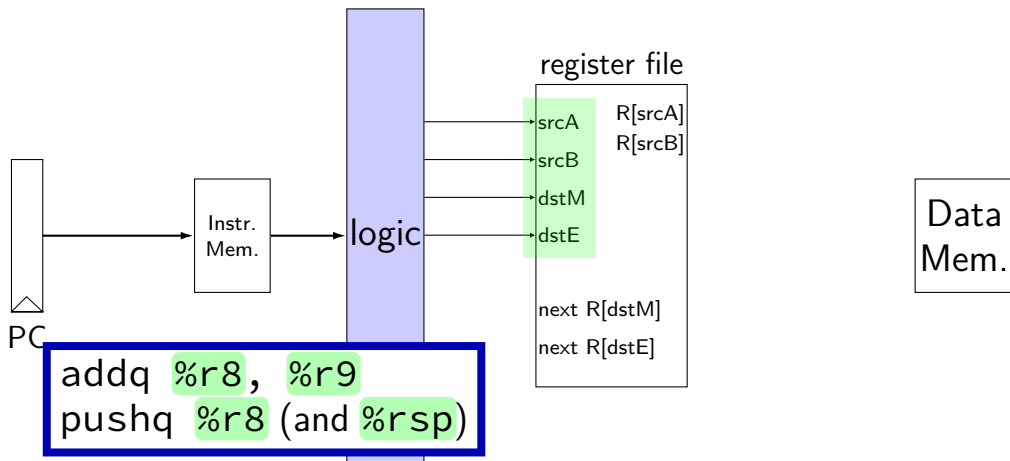 register file
srcA
R[srcA]
R[srcB]
srcB
dstM
dstE
Instr.
Mem.
logic
Data
Mem.
next R[dstM]
next R[dstE]
PC
addq %r8, %r9
pushq %r8 (and %rsp)